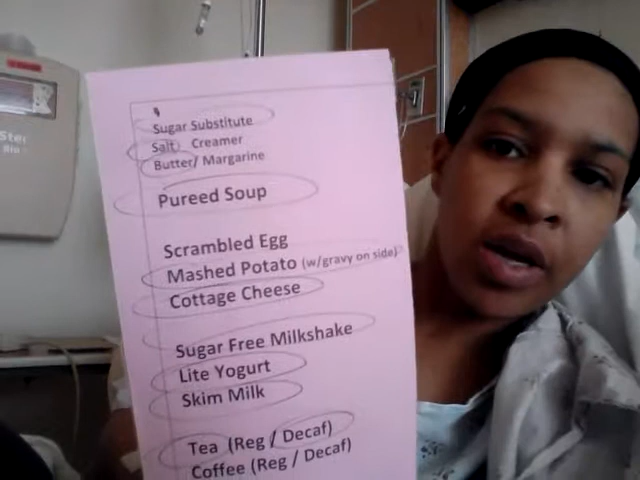 Sugar Substitute
Salt Creamer
Butter/ Margarine
Pureed Soup
Scrambled Egg
Mashed Potato (w/gravy on side)
Cottage Cheese
Sugar Free Milkshake
Lite Yogurt
Skim Milk
Tea (Reg / Decaf)
Coffee (Reg / Decaf)